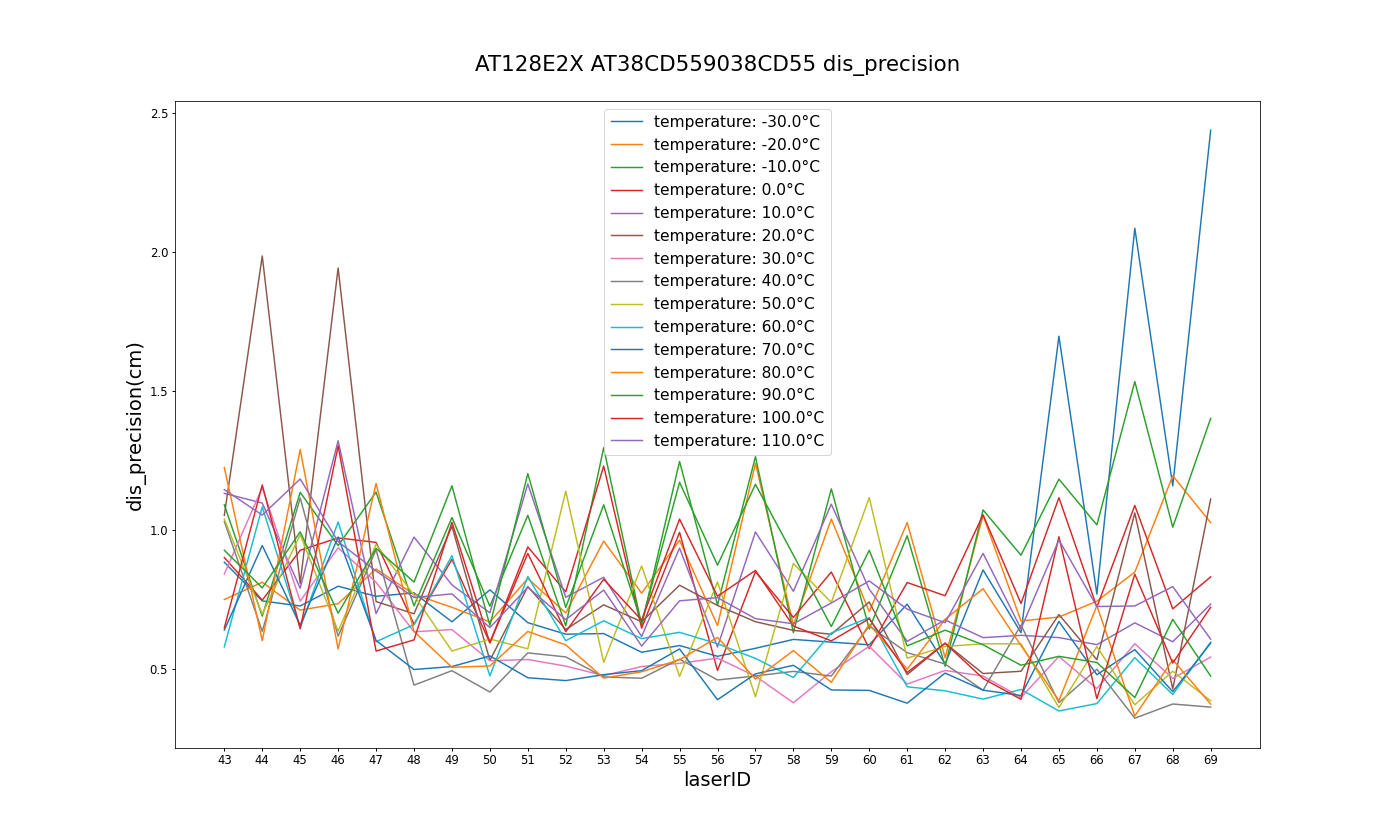 AT128E2X AT38CD559038CD55 dis_precision
2.5
2.0
1.5
1.0
0.5
dis_precision(cm)
temperature: -30.0°C
temperature: -20.0°C
temperature: -10.0°C
temperature: 0.0°C
temperature: 10.0°C
temperature: 20.0°C
temperature: 30.0°C
temperature: 40.0°C
temperature: 50.0°C
temperature: 60.0°C
temperature: 70.0°C
temperature: 80.0°C
temperature: 90.0°C
temperature: 100.0°C
temperature: 110.0°C
43 44 45 46 47 48 49 50 51 52 53 54 55 56 57 58 59 60 61 62 63 64 65 66 67 68 69
laserID